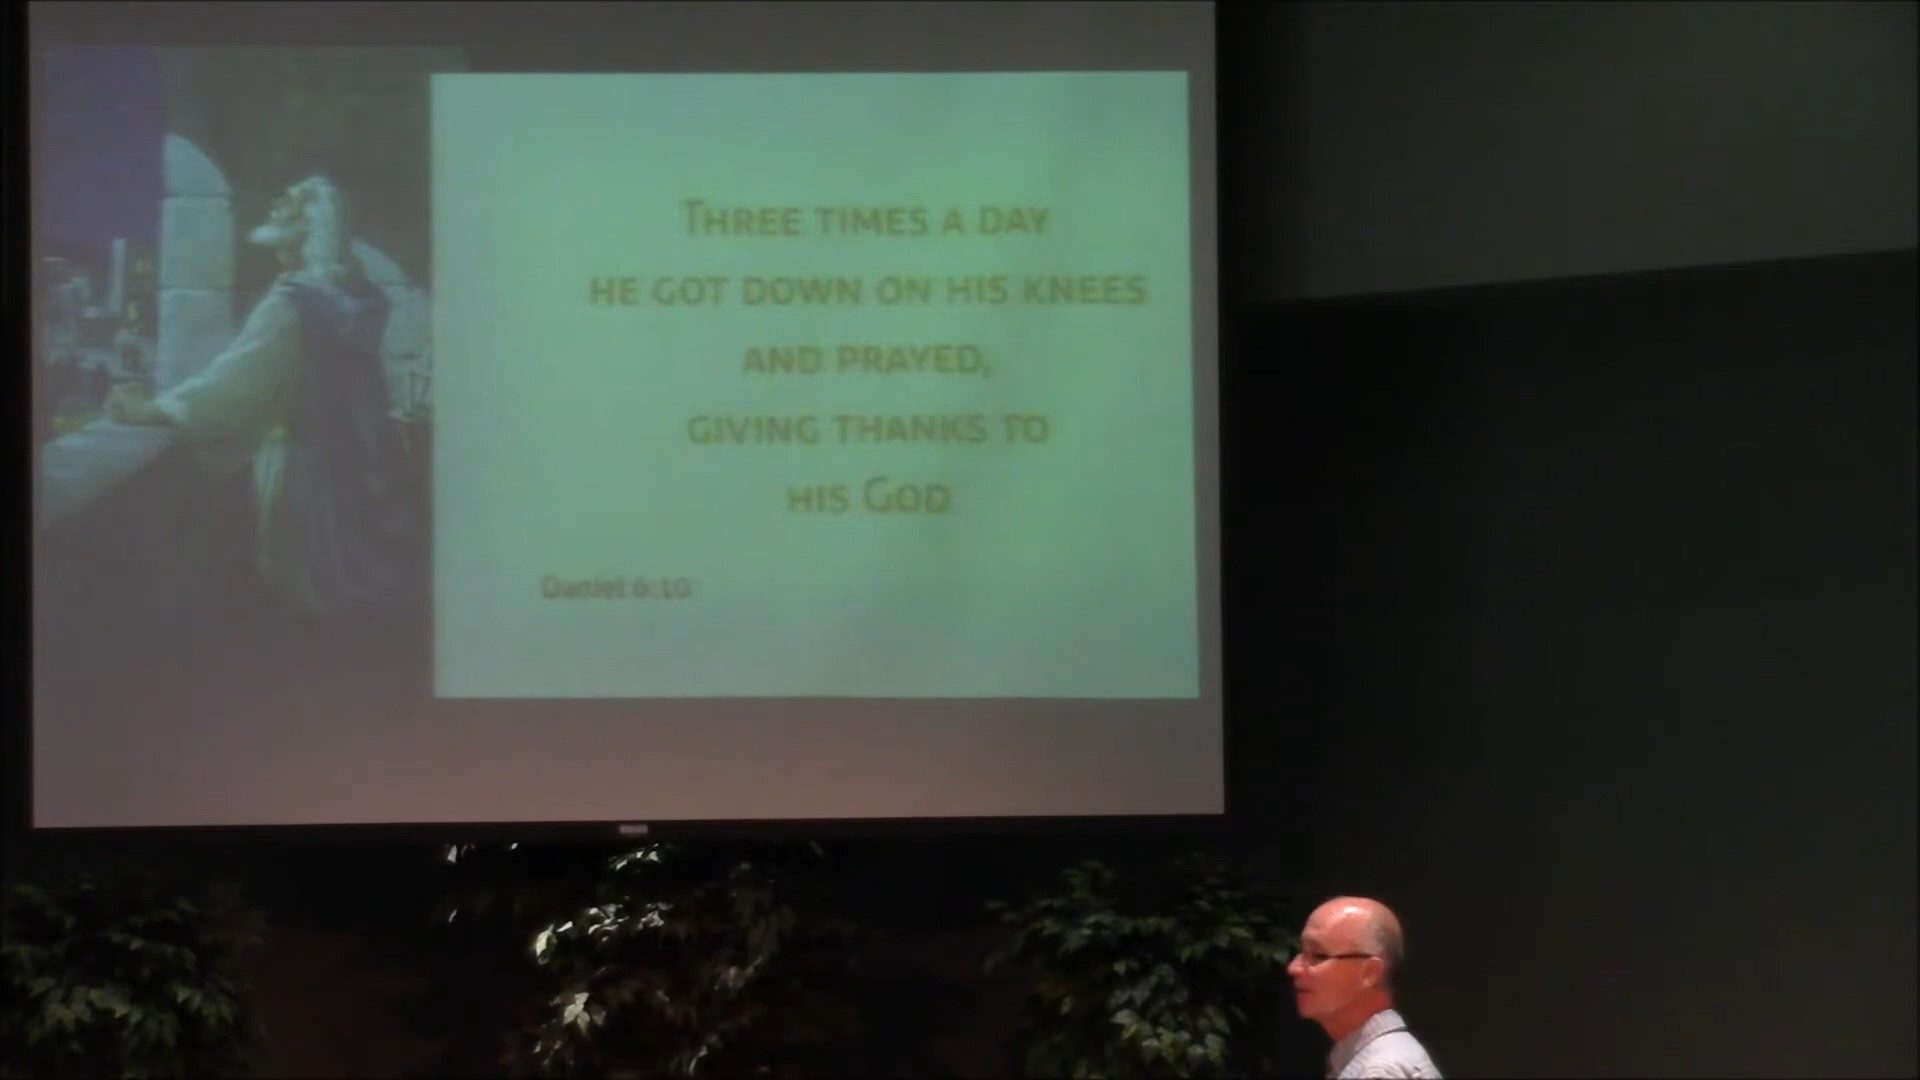 Three times a day
he got down on his knees
and prayed,
giving thanks to
his God
Daniel 6:10